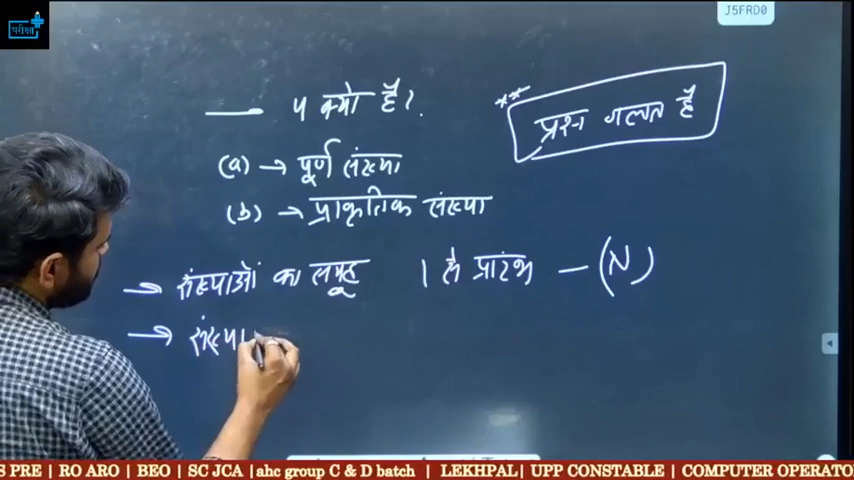 परीक्षा
J5FRD0
—— 4 क्या है?
** प्रश्न गलत है
(a) → पूर्ण संख्या
(b) → प्राकृतिक संख्या
→ संख्याओं का समूह 1 से प्रारंभ – (N)
→ संख्या
S PRE | RO ARO | BEO | SC JCA | ahc group C & D batch | LEKHPAL | UPP CONSTABLE | COMPUTER OPERATO